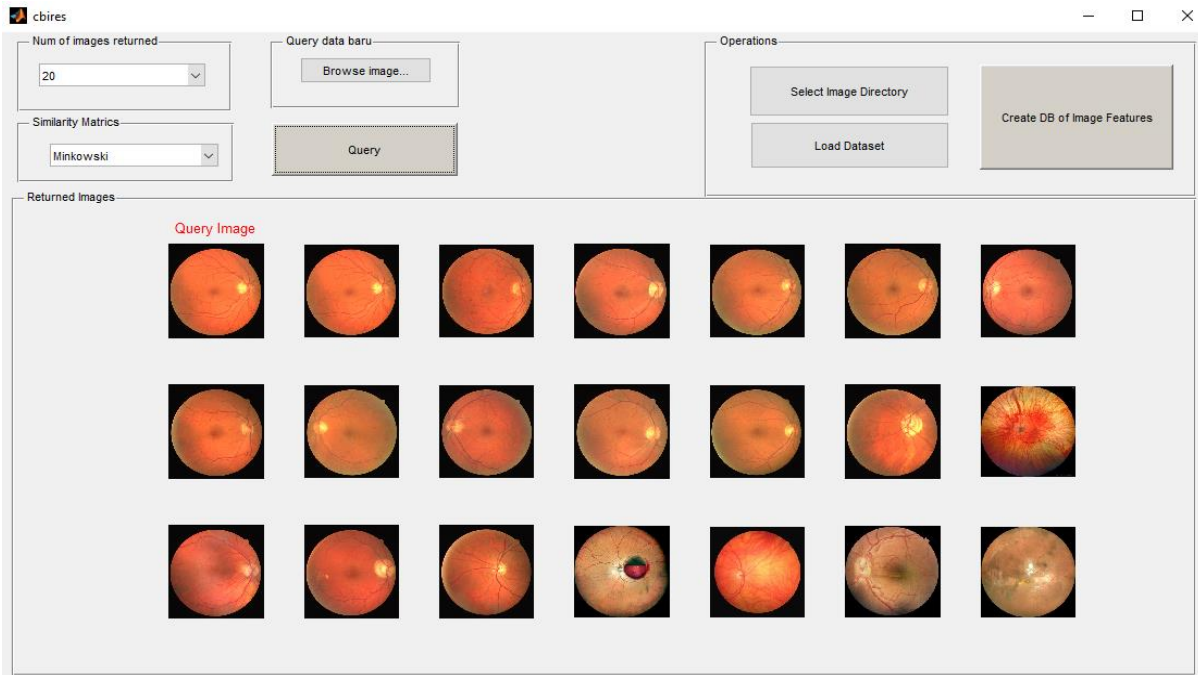 cbires
Num of images returned
20
Query data baru
Browse image...
Operations
Select Image Directory
Create DB of Image Features
Similarity Matrics
Minkowski
Query
Load Dataset
Returned Images
Query Image